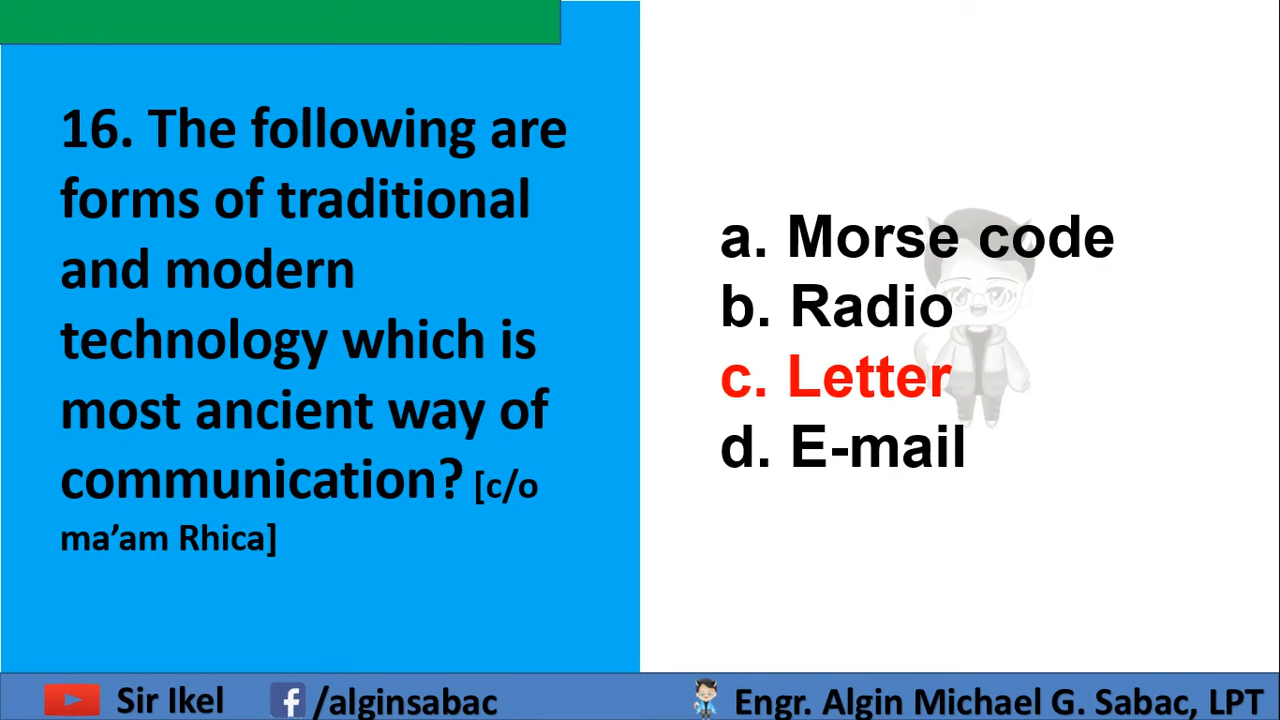 16. The following are
forms of traditional
and modern
technology which is
most ancient way of
communication? [c/o
ma’am Rhica]
a. Morse code
b. Radio
c. Letter
d. E-mail
Sir Ikel
/alginsabac
Engr. Algin Michael G. Sabac, LPT